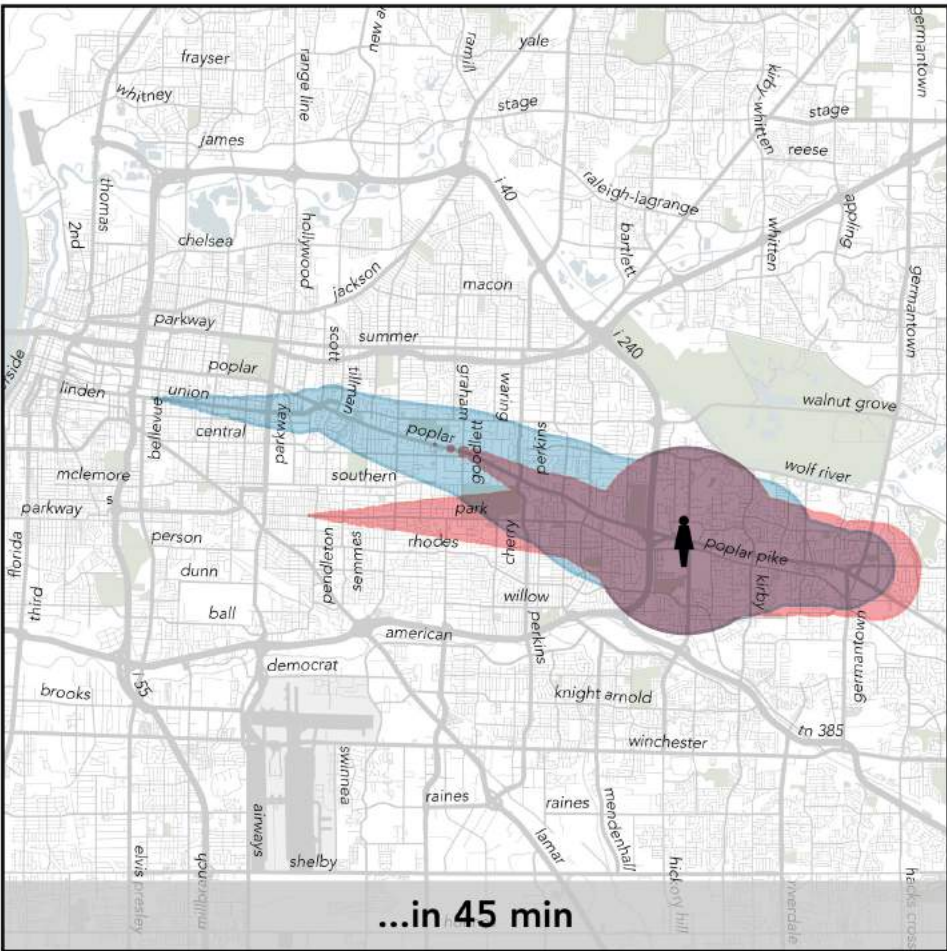 germantown
new a
ramill
yale
frayser
range line
kirby-whitten
whitney
stage
stage
james
reese
thomas
i 40
raleigh-lagrange
appling
2nd
hollywood
bartlett
whitten
chelsea
jackson
macon
germantown
parkway
scott
summer
i 240
rside
poplar
tillman
graham
waring
linden
union
walnut grove
bellevue
central
parkway
poplar
goodlett
perkins
mclemore
southern
wolf river
s
parkway
park
florida
person
pendleton
semmes
rhodes
cherry
poplar pike
dunn
kirby
third
willow
ball
american
perkins
germantown
democrat
i 55
brooks
knight arnold
tn 385
winchester
swinnea
raines
raines
mendenhall
airways
lamar
shelby
elvis presley
millbranch
hickory hill
riverdale
hacks cross
...in 45 min